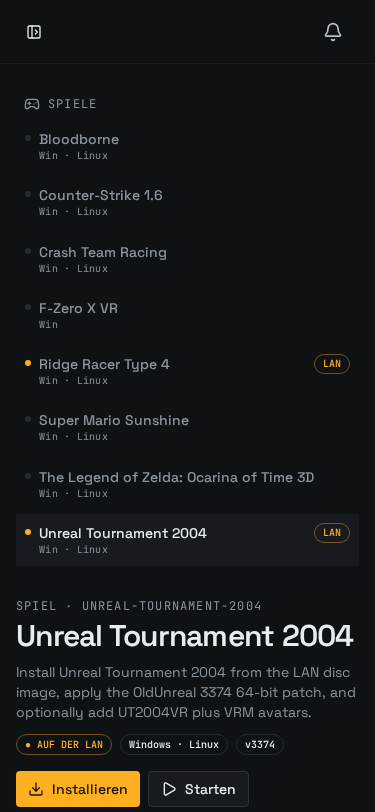 SPIELE
Bloodborne
Win · Linux
Counter-Strike 1.6
Win · Linux
Crash Team Racing
Win · Linux
F-Zero X VR
Win
Ridge Racer Type 4
LAN
Win · Linux
Super Mario Sunshine
Win · Linux
The Legend of Zelda: Ocarina of Time 3D
Win · Linux
Unreal Tournament 2004
LAN
Win · Linux
SPIEL · UNREAL-TOURNAMENT-2004
Unreal Tournament 2004
Install Unreal Tournament 2004 from the LAN disc
image, apply the OldUnreal 3374 64-bit patch, and
optionally add UT2004VR plus VRM avatars.
AUF DER LAN
Windows · Linux
v3374
Installieren
Starten